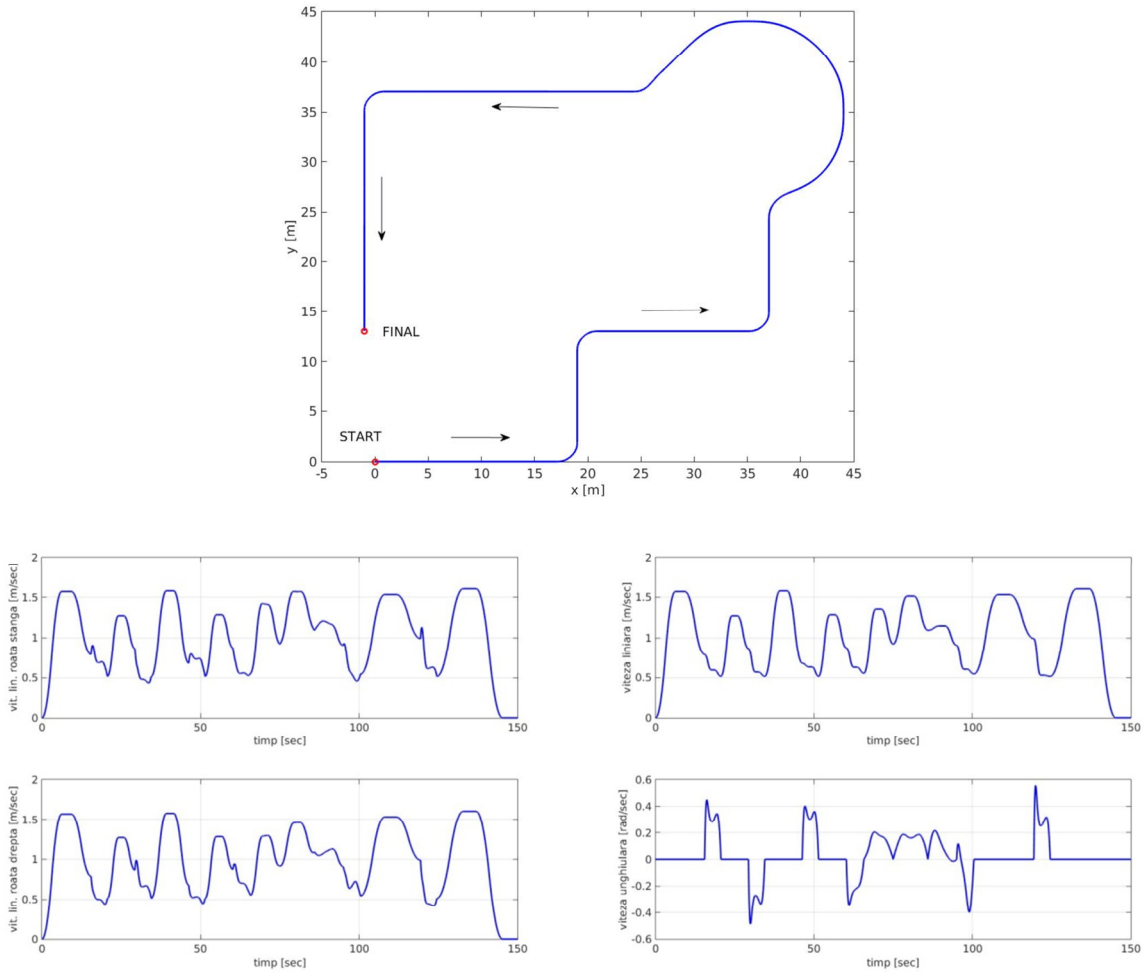 45
40
35
30
25
20
15
10
5
0
y [m]
FINAL
START
-5 0 5 10 15 20 25 30 35 40 45
x [m]
2
1.5
1
0.5
0
vit. lin. roata stanga [m/sec]
0 50 100 150
timp [sec]
2
1.5
1
0.5
0
viteza liniara [m/sec]
0 50 100 150
timp [sec]
2
1.5
1
0.5
0
vit. lin. roata drepta [m/sec]
0 50 100 150
timp [sec]
0.6
0.4
0.2
0
-0.2
-0.4
-0.6
viteza unghiulara [rad/sec]
0 50 100 150
timp [sec]